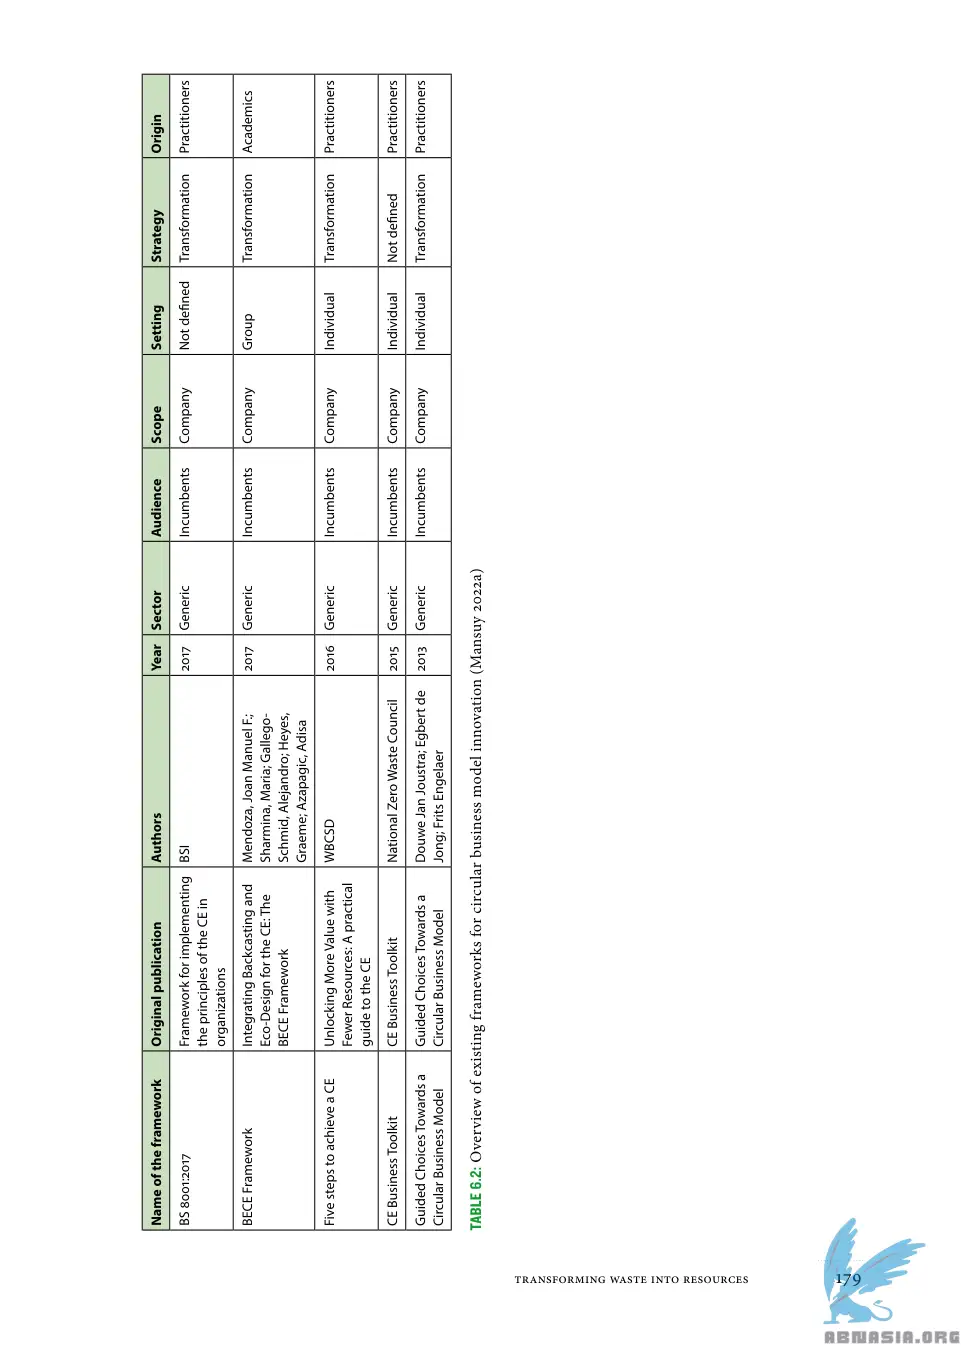 Name of the framework Original publication Authors Year Sector Audience Scope Setting Strategy Origin
BS 8001:2017 Framework for implementing BSI 2017 Generic Incumbents Company Not defined Transformation Practitioners
the principles of the CE in
organizations
BECE Framework Integrating Backcasting and Mendoza, Joan Manuel F.; 2017 Generic Incumbents Company Group Transformation Academics
Eco-Design for the CE: The Sharmina, Maria; Gallego-
BECE Framework Schmid, Alejandro; Heyes,
Graeme; Azapagic, Adisa
Five steps to achieve a CE Unlocking More Value with WBCSD 2016 Generic Incumbents Company Individual Transformation Practitioners
Fewer Resources: A practical
guide to the CE
CE Business Toolkit CE Business Toolkit National Zero Waste Council 2015 Generic Incumbents Company Individual Not defined Practitioners
Guided Choices Towards a Guided Choices Towards a Douwe Jan Joustra; Egbert de 2013 Generic Incumbents Company Individual Transformation Practitioners
Circular Business Model Circular Business Model Jong; Frits Engelaer
TABLE 6.2: Overview of existing frameworks for circular business model innovation (Mansuy 2022a)
TRANSFORMING WASTE INTO RESOURCES 179
ABNASIA.ORG